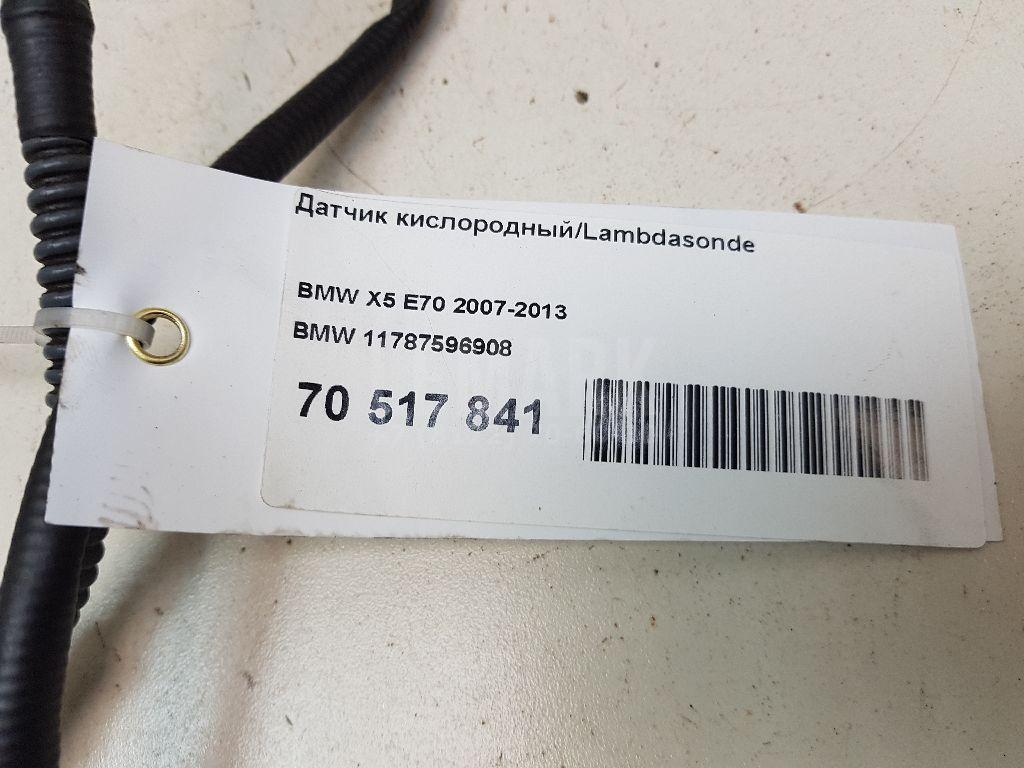 Датчик кислородный/Lambdasonde
BMW X5 E70 2007-2013
BMW 11787596908
70 517 841